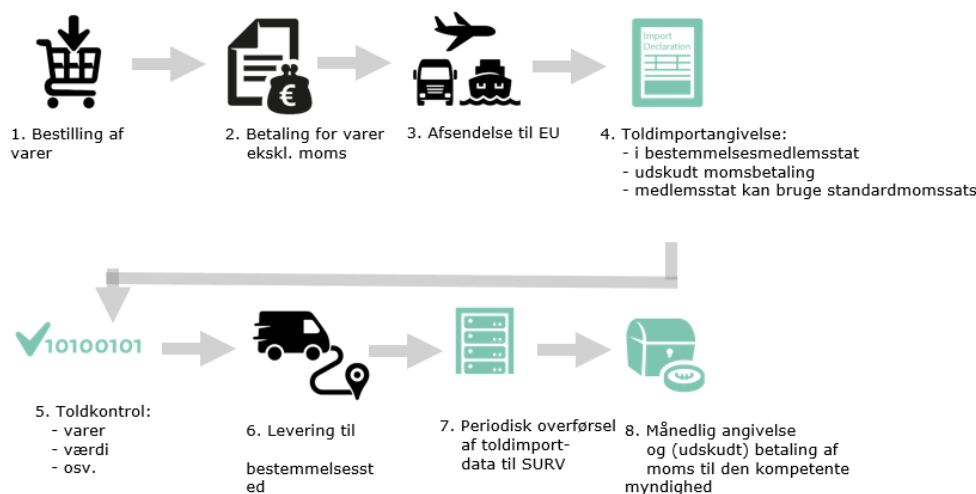 1. Bestilling af
varer
2. Betaling for varer
ekskl. moms
€
3. Afsendelse til EU
Import
Declaration
4. Toldimportangivelse:
- i bestemmelsesmedlemsstat
- udskudt momsbetaling
- medlemsstat kan bruge standardmomssats
10100101
5. Toldkontrol:
- varer
- værdi
- osv.
6. Levering til
bestemmelsesst
ed
7. Periodisk overførsel
af toldimport-
data til SURV
8. Månedlig angivelse
og (udskudt) betaling af
moms til den kompetente
myndighed